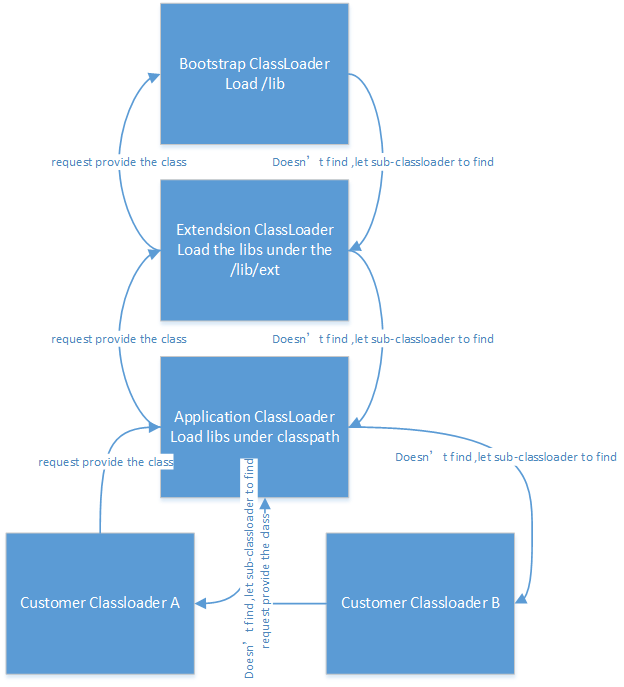 Bootstrap ClassLoader
Load /lib
request provide the class
Doesn’t find ,let sub-classloader to find
Extendsion ClassLoader
Load the libs under the
/lib/ext
request provide the class
Doesn’t find ,let sub-classloader to find
Application ClassLoader
Load libs under classpath
request provide the class
Doesn’t find ,let sub-classloader to find
Doesn’t find ,let sub-classloader to find
request provide the class
Customer Classloader A
Customer Classloader B